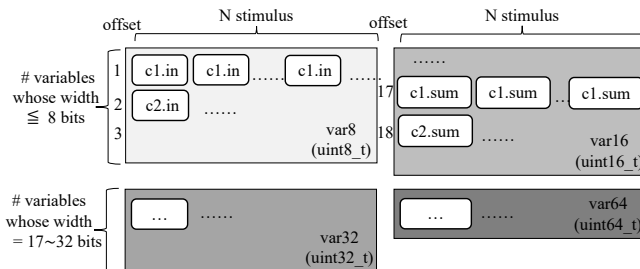 offset N stimulus offset N stimulus
# variables
whose width
≦ 8 bits
1 c1.in c1.in ...... c1.in ......
2 c2.in ......
3
var8
(uint8_t)
......
17 c1.sum c1.sum ... c1.sum
18 c2.sum ......
var16
(uint16_t)
# variables
whose width
= 17~32 bits
... ......
var32
(uint32_t)
... ......
var64
(uint64_t)